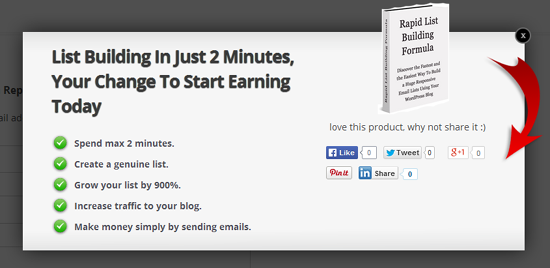 List Building In Just 2 Minutes,
Your Change To Start Earning
Today
Spend max 2 minutes.
Create a genuine list.
Grow your list by 900%.
Increase traffic to your blog.
Make money simply by sending emails.
Rapid List
Building
Formula
Discover the Fastest and
the Easiest Way To Build
a Huge Responsive
Email Lists Using Your
WordPress Blog
Rapid List Building Formula
x
love this product, why not share it :)
Like 0 Tweet 0 g+1 0
Pin it in Share 0
Rep
ail ad